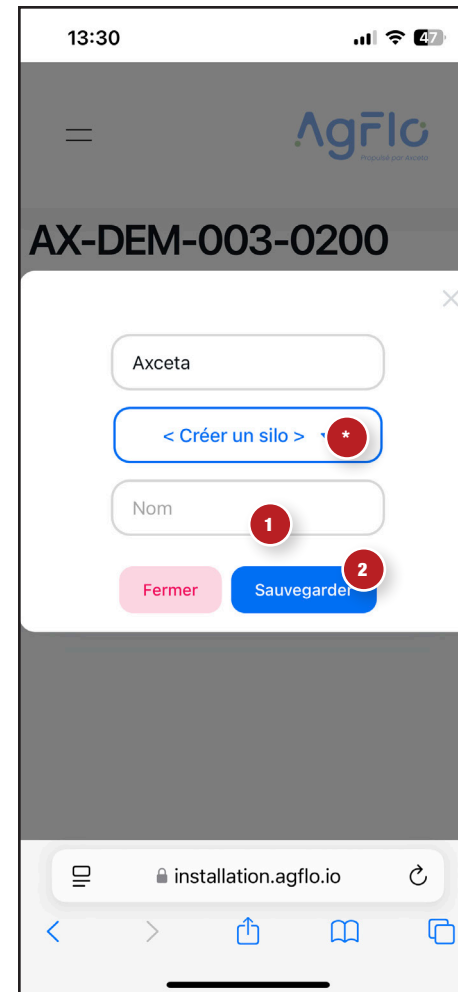 13:30
47
AgFlo
Propulsé par Axceta
AX-DEM-003-0200
Axceta
< Créer un silo >
*
Nom
1
2
Fermer
Sauvegarder
installation.agflo.io